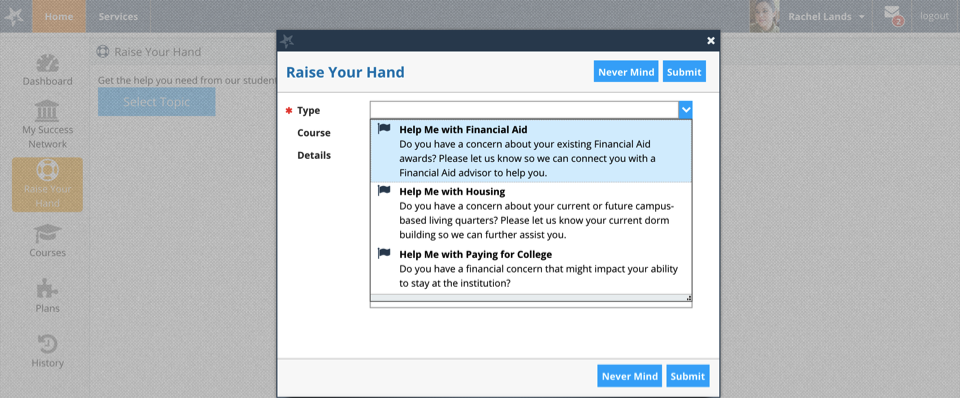 Home Services Rachel Lands 2 logout
Dashboard
My Success
Network
Raise Your
Hand
Courses
Plans
History
Raise Your Hand
Get the help you need from our student
Select Topic
Raise Your Hand
Never Mind Submit
* Type
Course
Details
Help Me with Financial Aid
Do you have a concern about your existing Financial Aid
awards? Please let us know so we can connect you with a
Financial Aid advisor to help you.
Help Me with Housing
Do you have a concern about your current or future campus-
based living quarters? Please let us know your current dorm
building so we can further assist you.
Help Me with Paying for College
Do you have a financial concern that might impact your ability
to stay at the institution?
Never Mind Submit